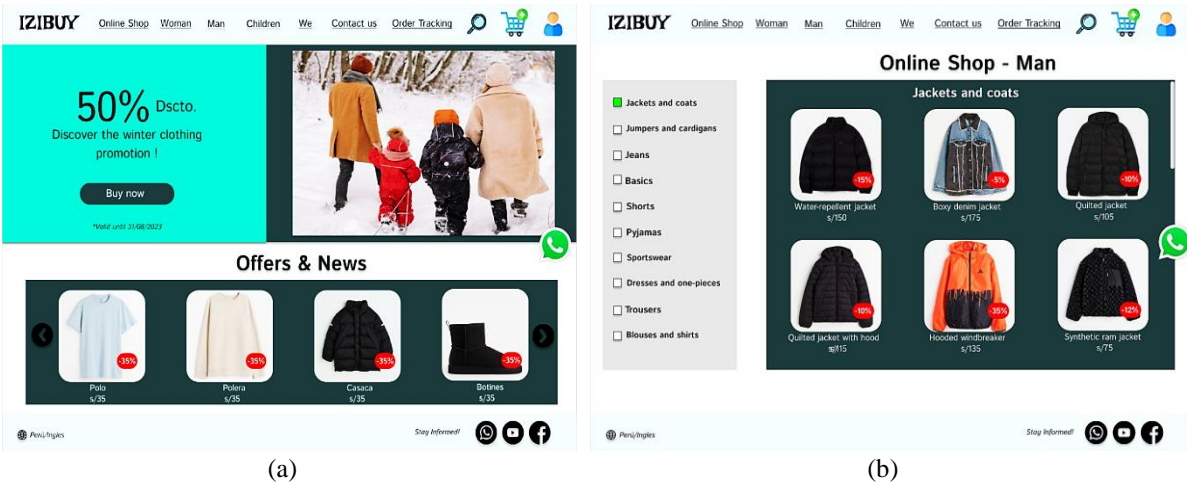 IZIBUY Online Shop Woman Man Children We Contact us Order Tracking
50% Dscto.
Discover the winter clothing
promotion !
Buy now
*Valid until 31/08/2023
Offers & News
-35% -35% -35% -35%
Polo Polera Casaca Botines
s/35 s/35 s/35 s/35
Perú/Ingles Stay Informed!
(a)
IZIBUY Online Shop Woman Man Children We Contact us Order Tracking
Online Shop - Man
Jackets and coats
Jumpers and cardigans
Jeans
Basics
Shorts
Pyjamas
Sportswear
Dresses and one-pieces
Trousers
Blouses and shirts
Jackets and coats
-15% -5% -10%
Water-repellent jacket Boxy denim jacket Quilted jacket
s/150 s/175 s/105
-10% -35% -12%
Quilted jacket with hood Hooded windbreaker Synthetic ram jacket
s/115 s/135 s/75
Perú/Ingles Stay Informed!
(b)